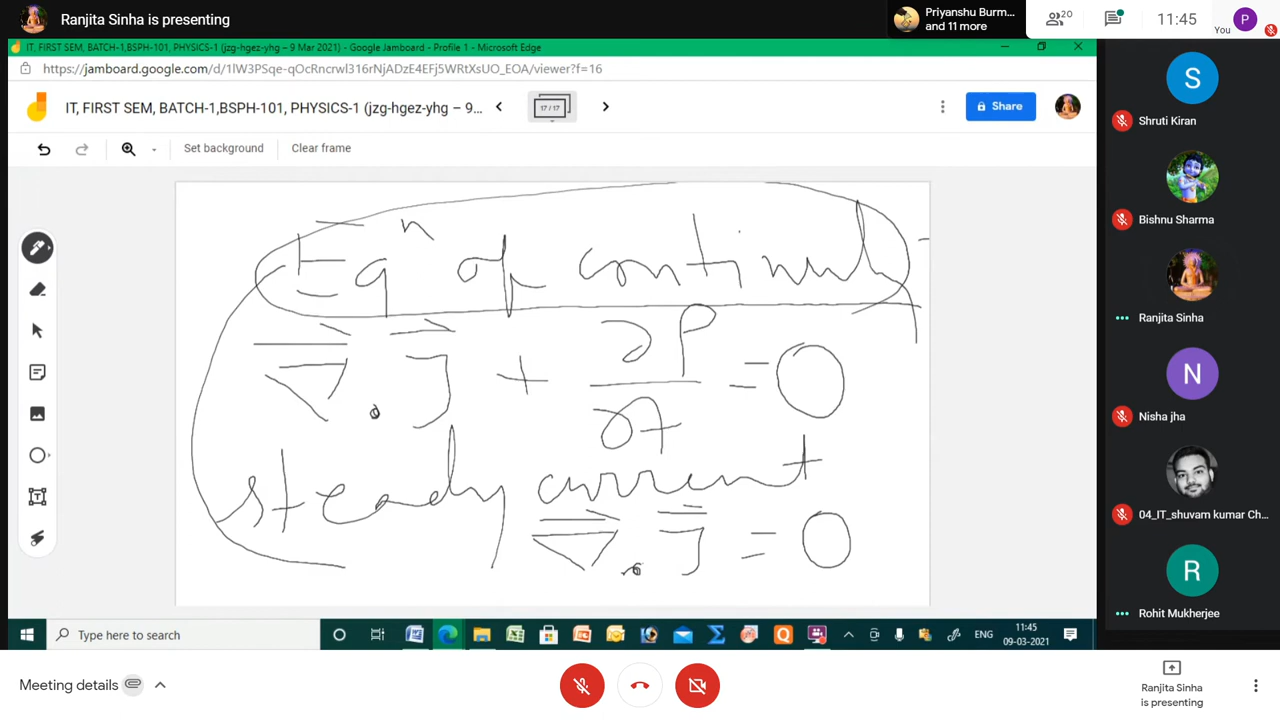 Ranjita Sinha is presenting
Priyanshu Burm...
and 11 more
20
11:45
You
P
IT, FIRST SEM, BATCH-1,BSPH-101, PHYSICS-1 (jzg-hgez-yhg – 9 Mar 2021) - Google Jamboard - Profile 1 - Microsoft Edge
https://jamboard.google.com/d/1lW3PSqe-qOcRncrwl316rNjADzE4EFj5WRtXsUO_EOA/viewer?f=16
IT, FIRST SEM, BATCH-1,BSPH-101, PHYSICS-1 (jzg-hgez-yhg – 9...
17 / 17
Share
Set background
Clear frame
Eqⁿ of continuity
∇⃗ . J⃗ + ∂ρ/∂t = 0
steady current
∇⃗ . J⃗ = 0
S
Shruti Kiran
Bishnu Sharma
Ranjita Sinha
N
Nisha jha
04_IT_shuvam kumar Ch...
R
Rohit Mukherjee
Type here to search
ENG
11:45
09-03-2021
Meeting details
Ranjita Sinha
is presenting